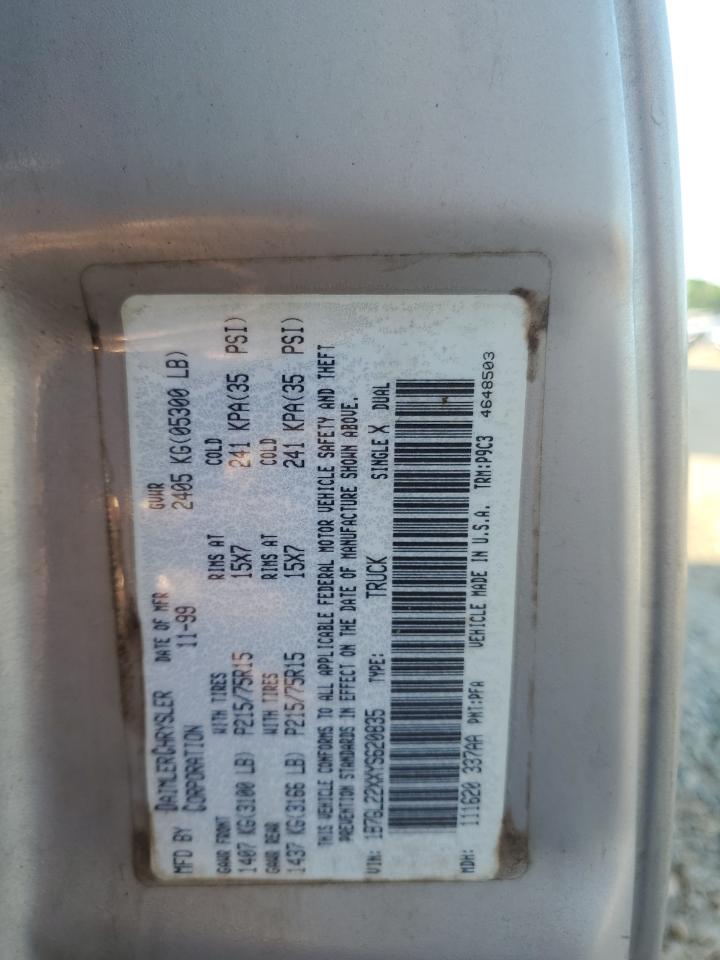 MFD BY DAIMLERCHRYSLER CORPORATION DATE OF MFR 11-99 GVWR 2405 KG(05300 LB)
GAWR FRONT WITH TIRES RIMS AT COLD
1407 KG(3100 LB) P215/75R15 15X7 241 KPA(35 PSI)
GAWR REAR WITH TIRES RIMS AT COLD
1437 KG(3166 LB) P215/75R15 15X7 241 KPA(35 PSI)
THIS VEHICLE CONFORMS TO ALL APPLICABLE FEDERAL MOTOR VEHICLE SAFETY AND THEFT
PREVENTION STANDARDS IN EFFECT ON THE DATE OF MANUFACTURE SHOWN ABOVE.
VIN: 1B7GL22XXYS620835 TYPE: TRUCK SINGLE X DUAL
MDH: 111620 337AA PNT:PFA VEHICLE MADE IN U.S.A. TRM:P9C3
4648503